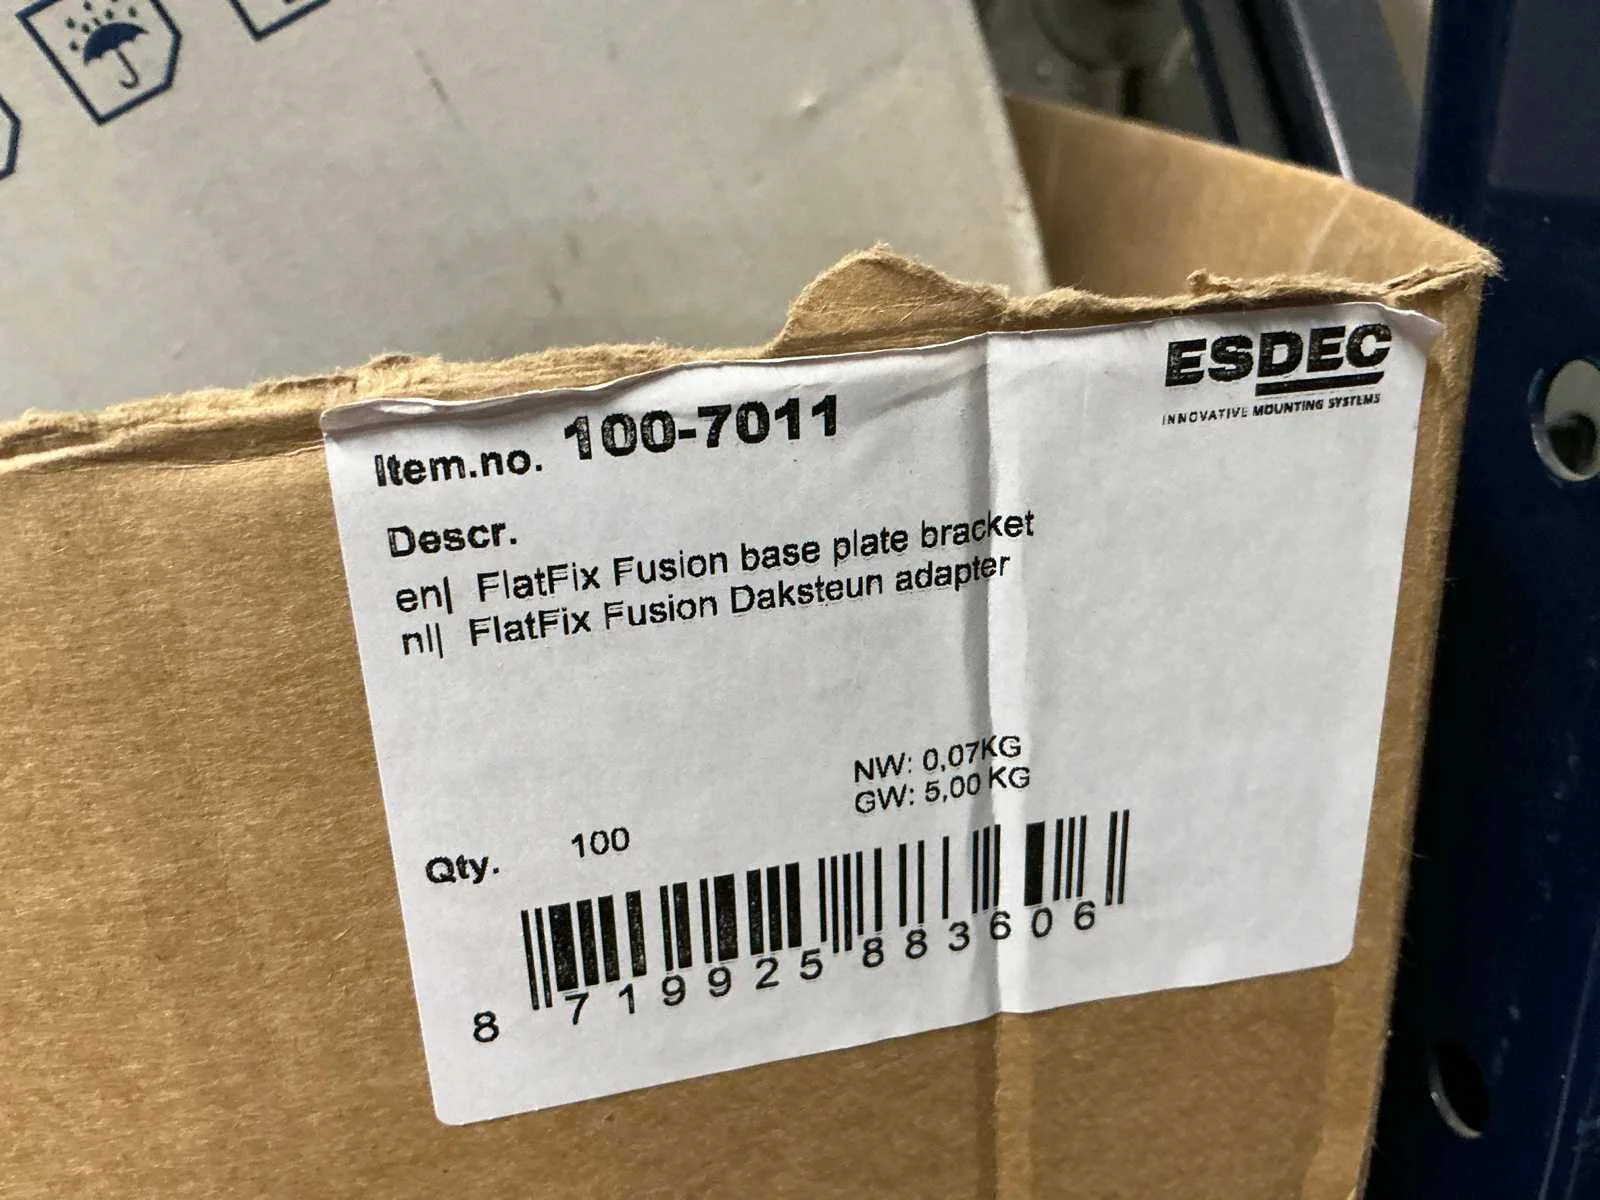 ESDEC
INNOVATIVE MOUNTING SYSTEMS
Item.no. 100-7011
Descr.
en| FlatFix Fusion base plate bracket
nl| FlatFix Fusion Daksteun adapter
NW: 0,07KG
GW: 5,00 KG
Qty. 100
8 719925 883606